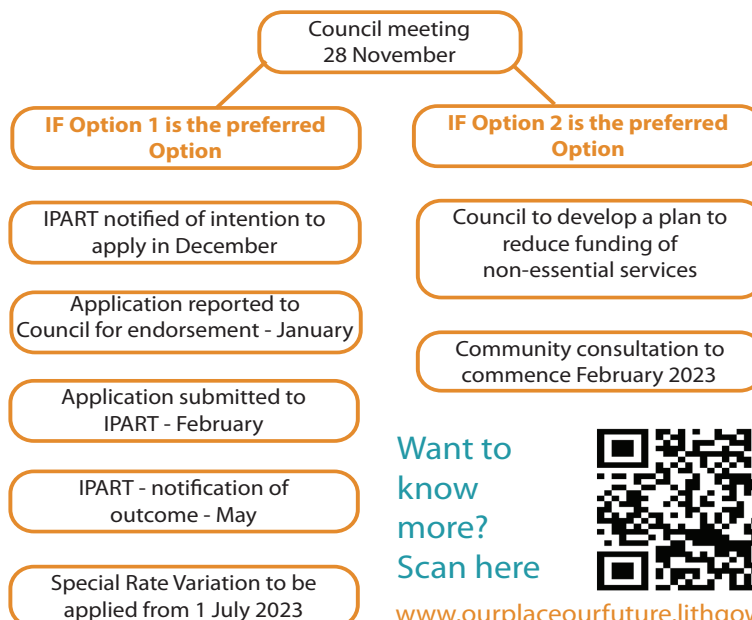 Council meeting
28 November
IF Option 1 is the preferred
Option
IPART notified of intention to
apply in December
Application reported to
Council for endorsement - January
Application submitted to
IPART - February
IPART - notification of
outcome - May
Special Rate Variation to be
applied from 1 July 2023
IF Option 2 is the preferred
Option
Council to develop a plan to
reduce funding of
non-essential services
Community consultation to
commence February 2023
Want to
know
more?
Scan here
www.ourplaceourfuture.lithgow